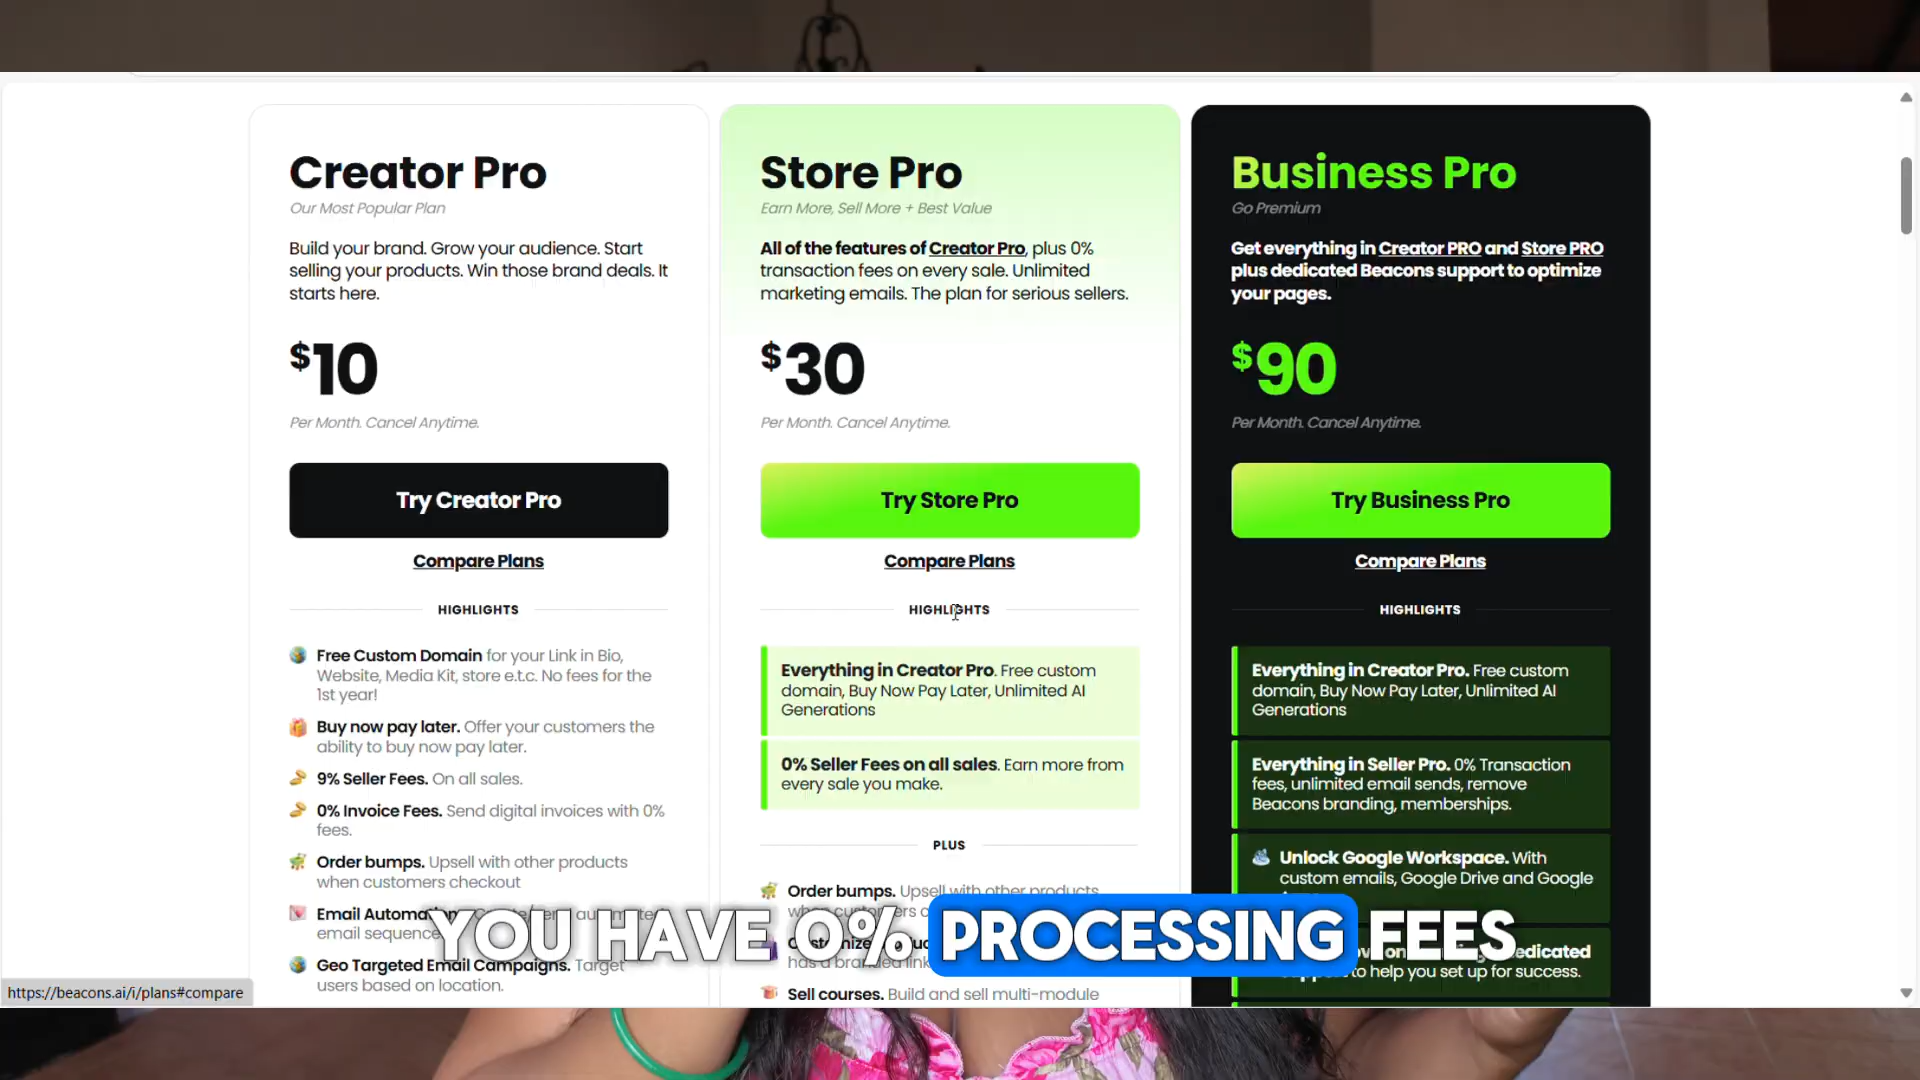 Creator Pro
Our Most Popular Plan
Build your brand. Grow your audience. Start
selling your products. Win those brand deals. It
starts here.
$10
Per Month. Cancel Anytime.
Try Creator Pro
Compare Plans
HIGHLIGHTS
Free Custom Domain for your Link in Bio,
Website, Media Kit, store e.t.c. No fees for the
1st year!
Buy now pay later. Offer your customers the
ability to buy now pay later.
9% Seller Fees. On all sales.
0% Invoice Fees. Send digital invoices with 0%
fees.
Order bumps. Upsell with other products
when customers checkout
Email
email
Geo Targeted Email Campaigns. Target
users based on location.
Store Pro
Earn More, Sell More + Best Value
All of the features of Creator Pro, plus 0%
transaction fees on every sale. Unlimited
marketing emails. The plan for serious sellers.
$30
Per Month. Cancel Anytime.
Try Store Pro
Compare Plans
HIGHLIGHTS
Everything in Creator Pro. Free custom
domain, Buy Now Pay Later, Unlimited AI
Generations
0% Seller Fees on all sales. Earn more from
every sale you make.
PLUS
Order bumps. Upsell with other products
has a branded link
Sell courses. Build and sell multi-module
Business Pro
Go Premium
Get everything in Creator PRO and Store PRO
plus dedicated Beacons support to optimize
your pages.
$90
Per Month. Cancel Anytime.
Try Business Pro
Compare Plans
HIGHLIGHTS
Everything in Creator Pro. Free custom
domain, Buy Now Pay Later, Unlimited AI
Generations
Everything in Seller Pro. 0% Transaction
fees, unlimited email sends, remove
Beacons branding, memberships.
Unlock Google Workspace. With
custom emails, Google Drive and Google
dedicated
to help you set up for success.
YOU HAVE 0% PROCESSING FEES
https://beacons.ai/i/plans#compare